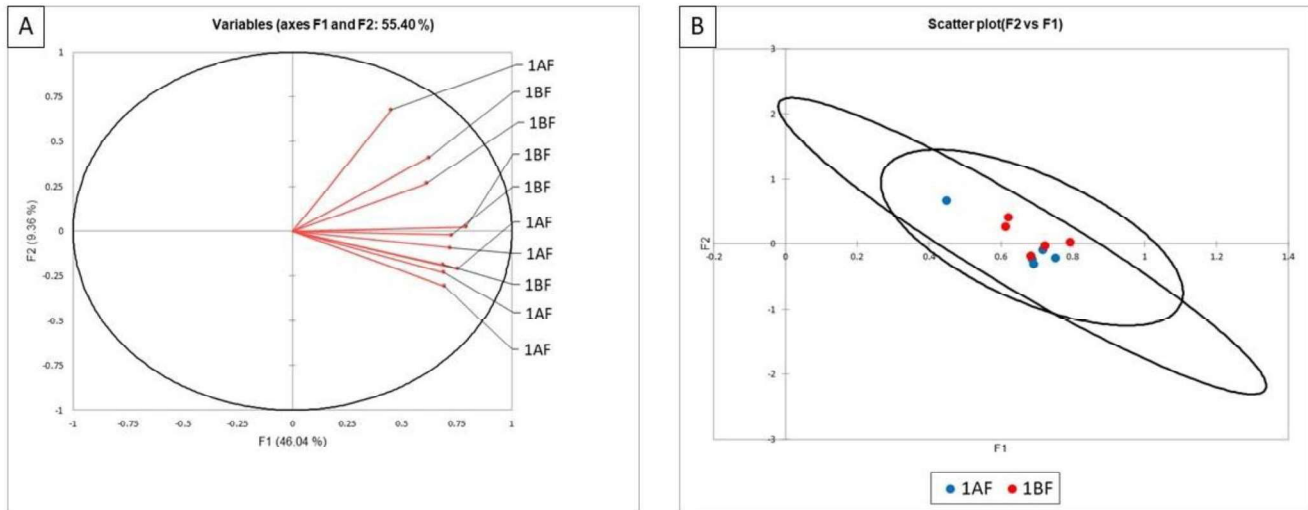 A
Variables (axes F1 and F2: 55.40 %)
1
0.75
0.5
0.25
0
-0.25
-0.5
-0.75
-1
F2 (9.36 %)
1AF
1BF
1BF
1BF
1BF
1AF
1AF
1BF
1AF
1AF
-1 -0.75 -0.5 -0.25 0 0.25 0.5 0.75 1
F1 (46.04 %)
B
Scatter plot(F2 vs F1)
3
2
1
0
-1
-2
-3
F2
-0.2 0 0.2 0.4 0.6 0.8 1 1.2 1.4
F1
1AF 1BF